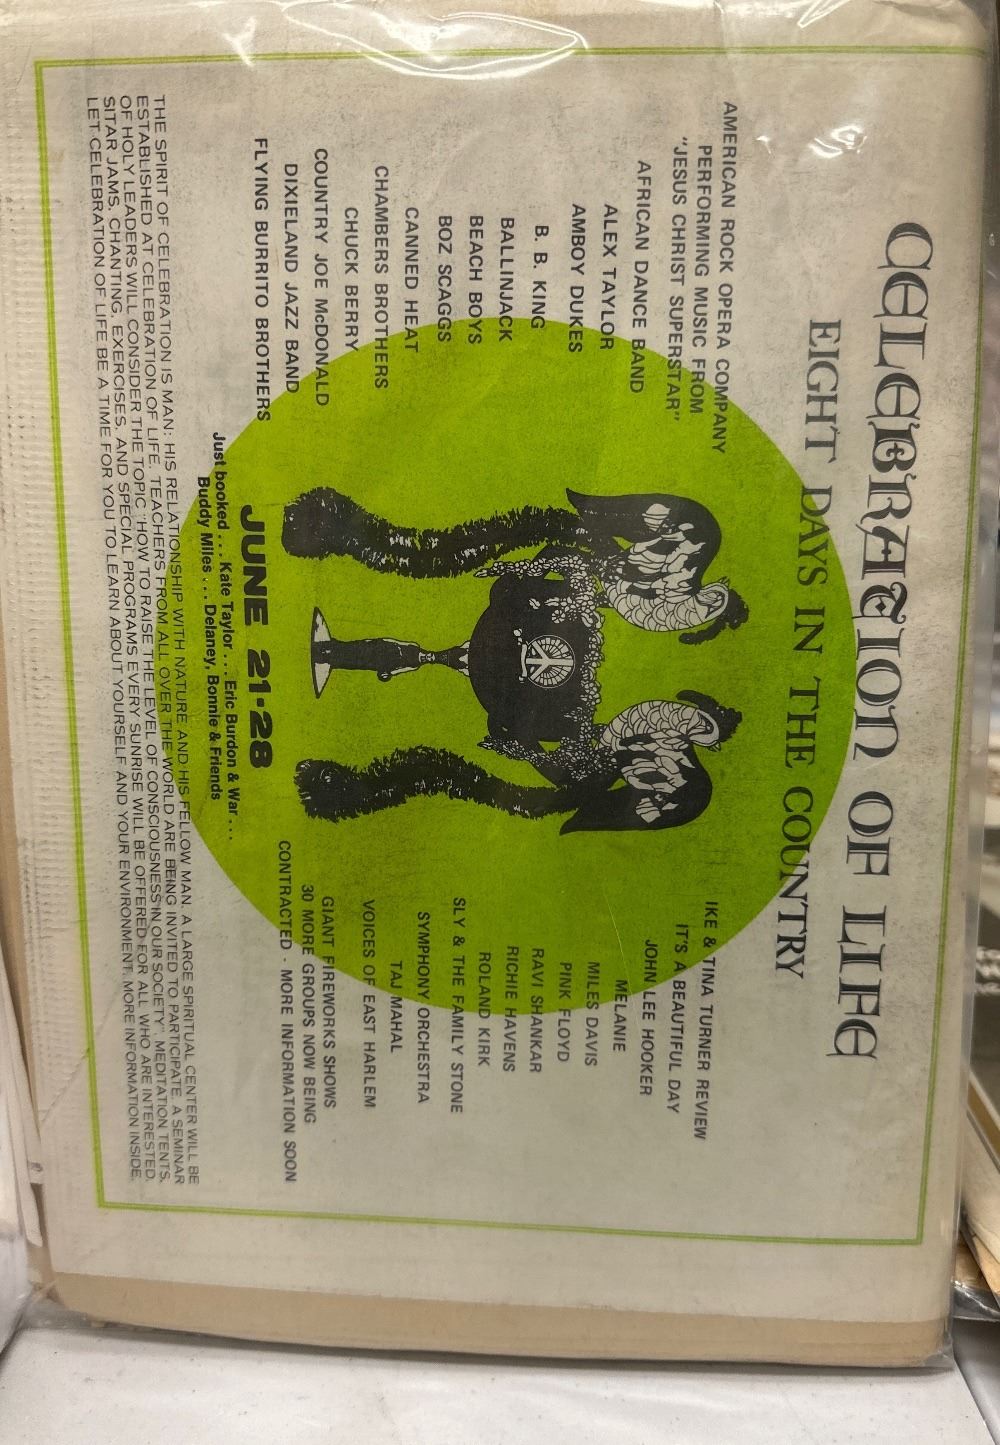 CELEBRATION OF LIFE
EIGHT DAYS IN THE COUNTRY
AMERICAN ROCK OPERA COMPANY
PERFORMING MUSIC FROM
"JESUS CHRIST SUPERSTAR"
AFRICAN DANCE BAND
ALEX TAYLOR
AMBOY DUKES
B. B. KING
BALLINJACK
BEACH BOYS
BOZ SCAGGS
CANNED HEAT
CHAMBERS BROTHERS
CHUCK BERRY
COUNTRY JOE McDONALD
DIXIELAND JAZZ BAND
FLYING BURRITO BROTHERS
IKE & TINA TURNER REVIEW
IT'S A BEAUTIFUL DAY
JOHN LEE HOOKER
MELANIE
MILES DAVIS
PINK FLOYD
RAVI SHANKAR
RICHIE HAVENS
ROLAND KIRK
SLY & THE FAMILY STONE
SYMPHONY ORCHESTRA
TAJ MAHAL
VOICES OF EAST HARLEM
GIANT FIREWORKS SHOWS
30 MORE GROUPS NOW BEING
CONTRACTED · MORE INFORMATION SOON
JUNE 21-28
Just booked . . . Kate Taylor . . . Eric Burdon & War . . .
Buddy Miles . . . Delaney, Bonnie & Friends
THE SPIRIT OF CELEBRATION IS MAN: HIS RELATIONSHIP WITH NATURE AND HIS FELLOW MAN. A LARGE SPIRITUAL CENTER WILL BE
ESTABLISHED AT CELEBRATION OF LIFE. TEACHERS FROM ALL OVER THE WORLD ARE BEING INVITED TO PARTICIPATE. A SEMINAR
OF HOLY LEADERS WILL CONSIDER THE TOPIC "HOW TO RAISE THE LEVEL OF CONSCIOUSNESS IN OUR SOCIETY". MEDITATION TENTS,
SITAR JAMS, CHANTING, EXERCISES, AND SPECIAL PROGRAMS EVERY SUNRISE WILL BE OFFERED FOR ALL WHO ARE INTERESTED.
LET CELEBRATION OF LIFE BE A TIME FOR YOU TO LEARN ABOUT YOURSELF AND YOUR ENVIRONMENT. MORE INFORMATION INSIDE.